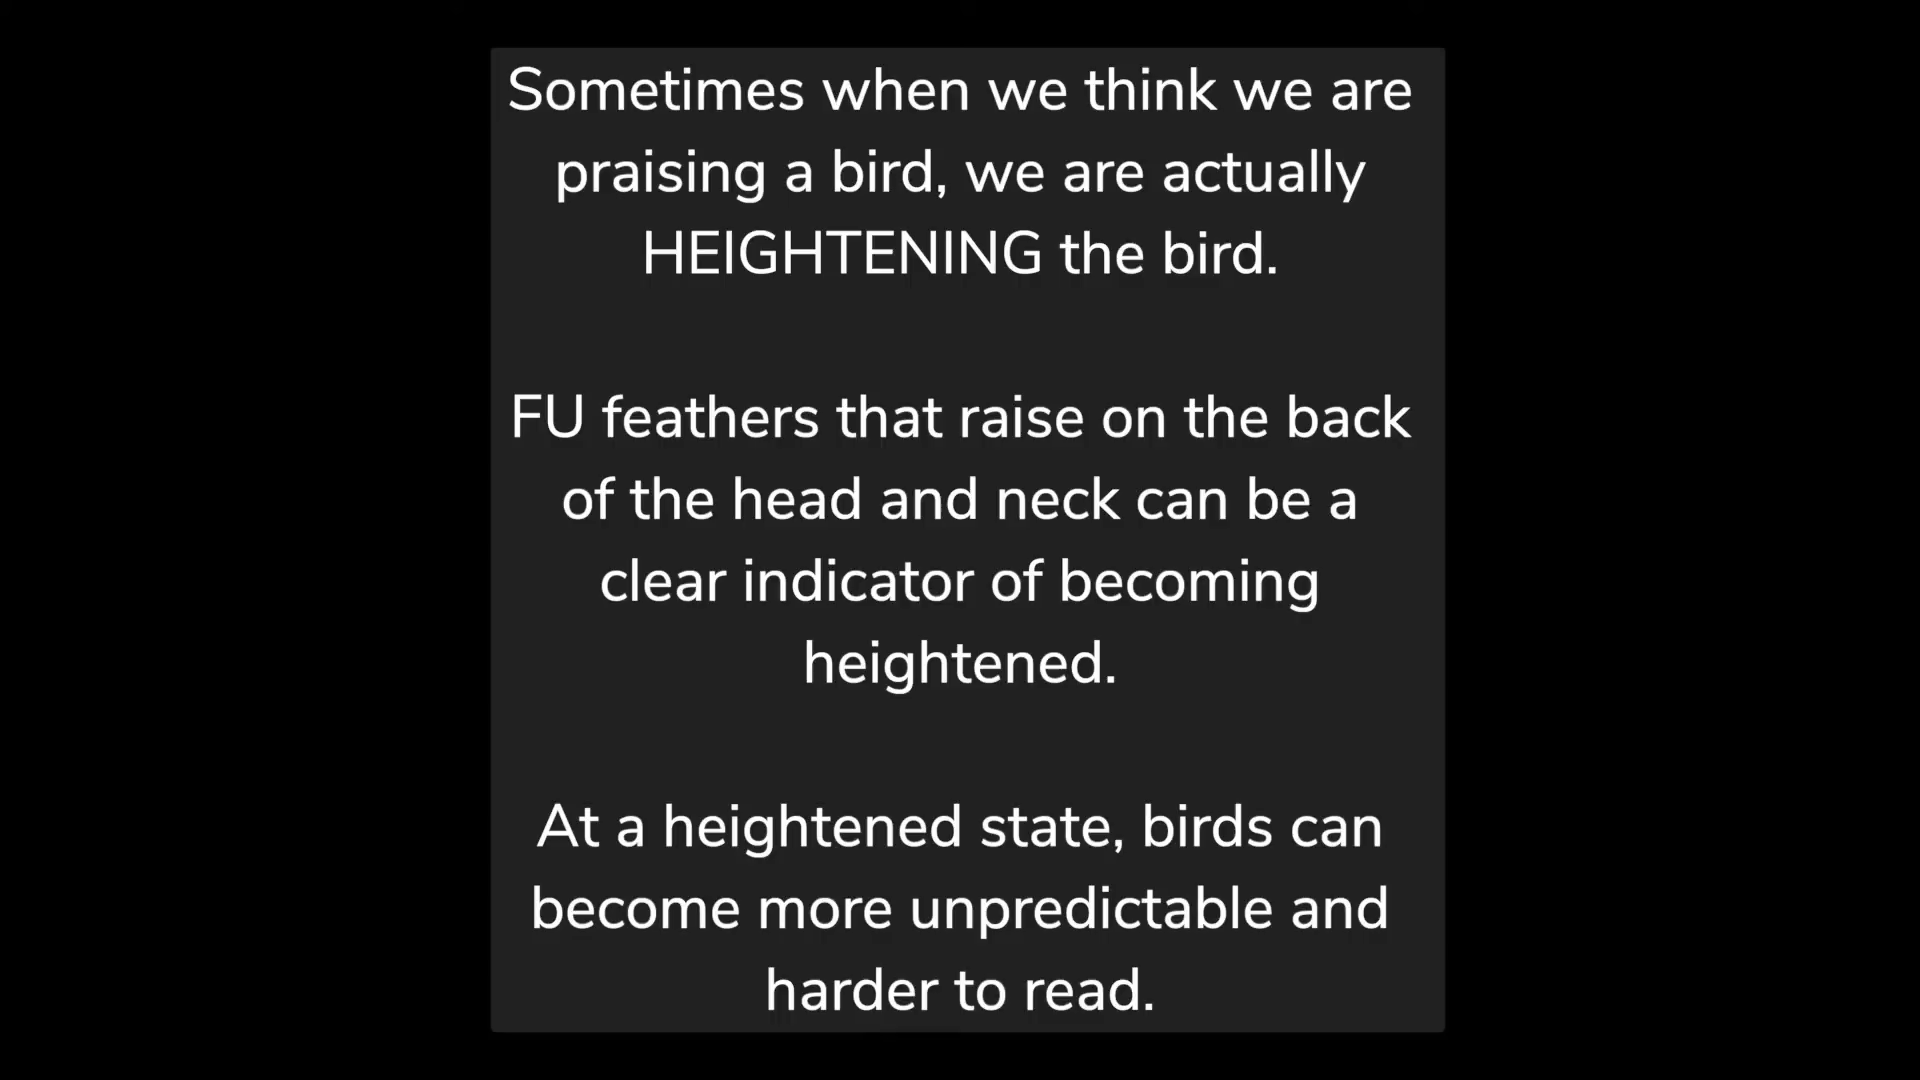 Sometimes when we think we are
praising a bird, we are actually
HEIGHTENING the bird.
FU feathers that raise on the back
of the head and neck can be a
clear indicator of becoming
heightened.
At a heightened state, birds can
become more unpredictable and
harder to read.